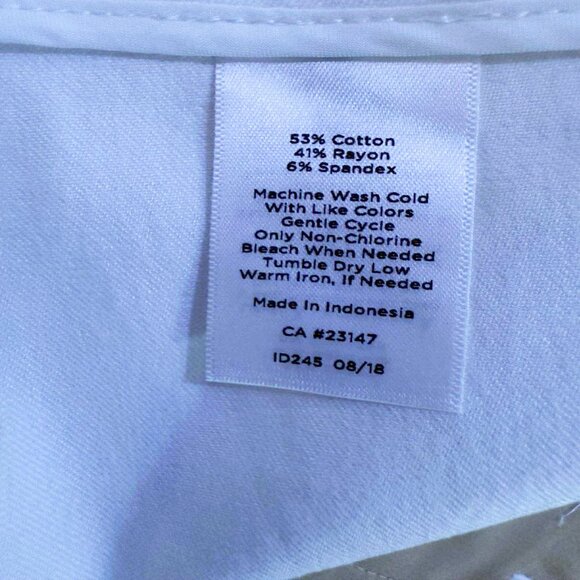 53% Cotton
41% Rayon
6% Spandex
Machine Wash Cold
With Like Colors
Gentle Cycle
Only Non-Chlorine
Bleach When Needed
Tumble Dry Low
Warm Iron, If Needed
Made In Indonesia
CA #23147
ID245 08/18